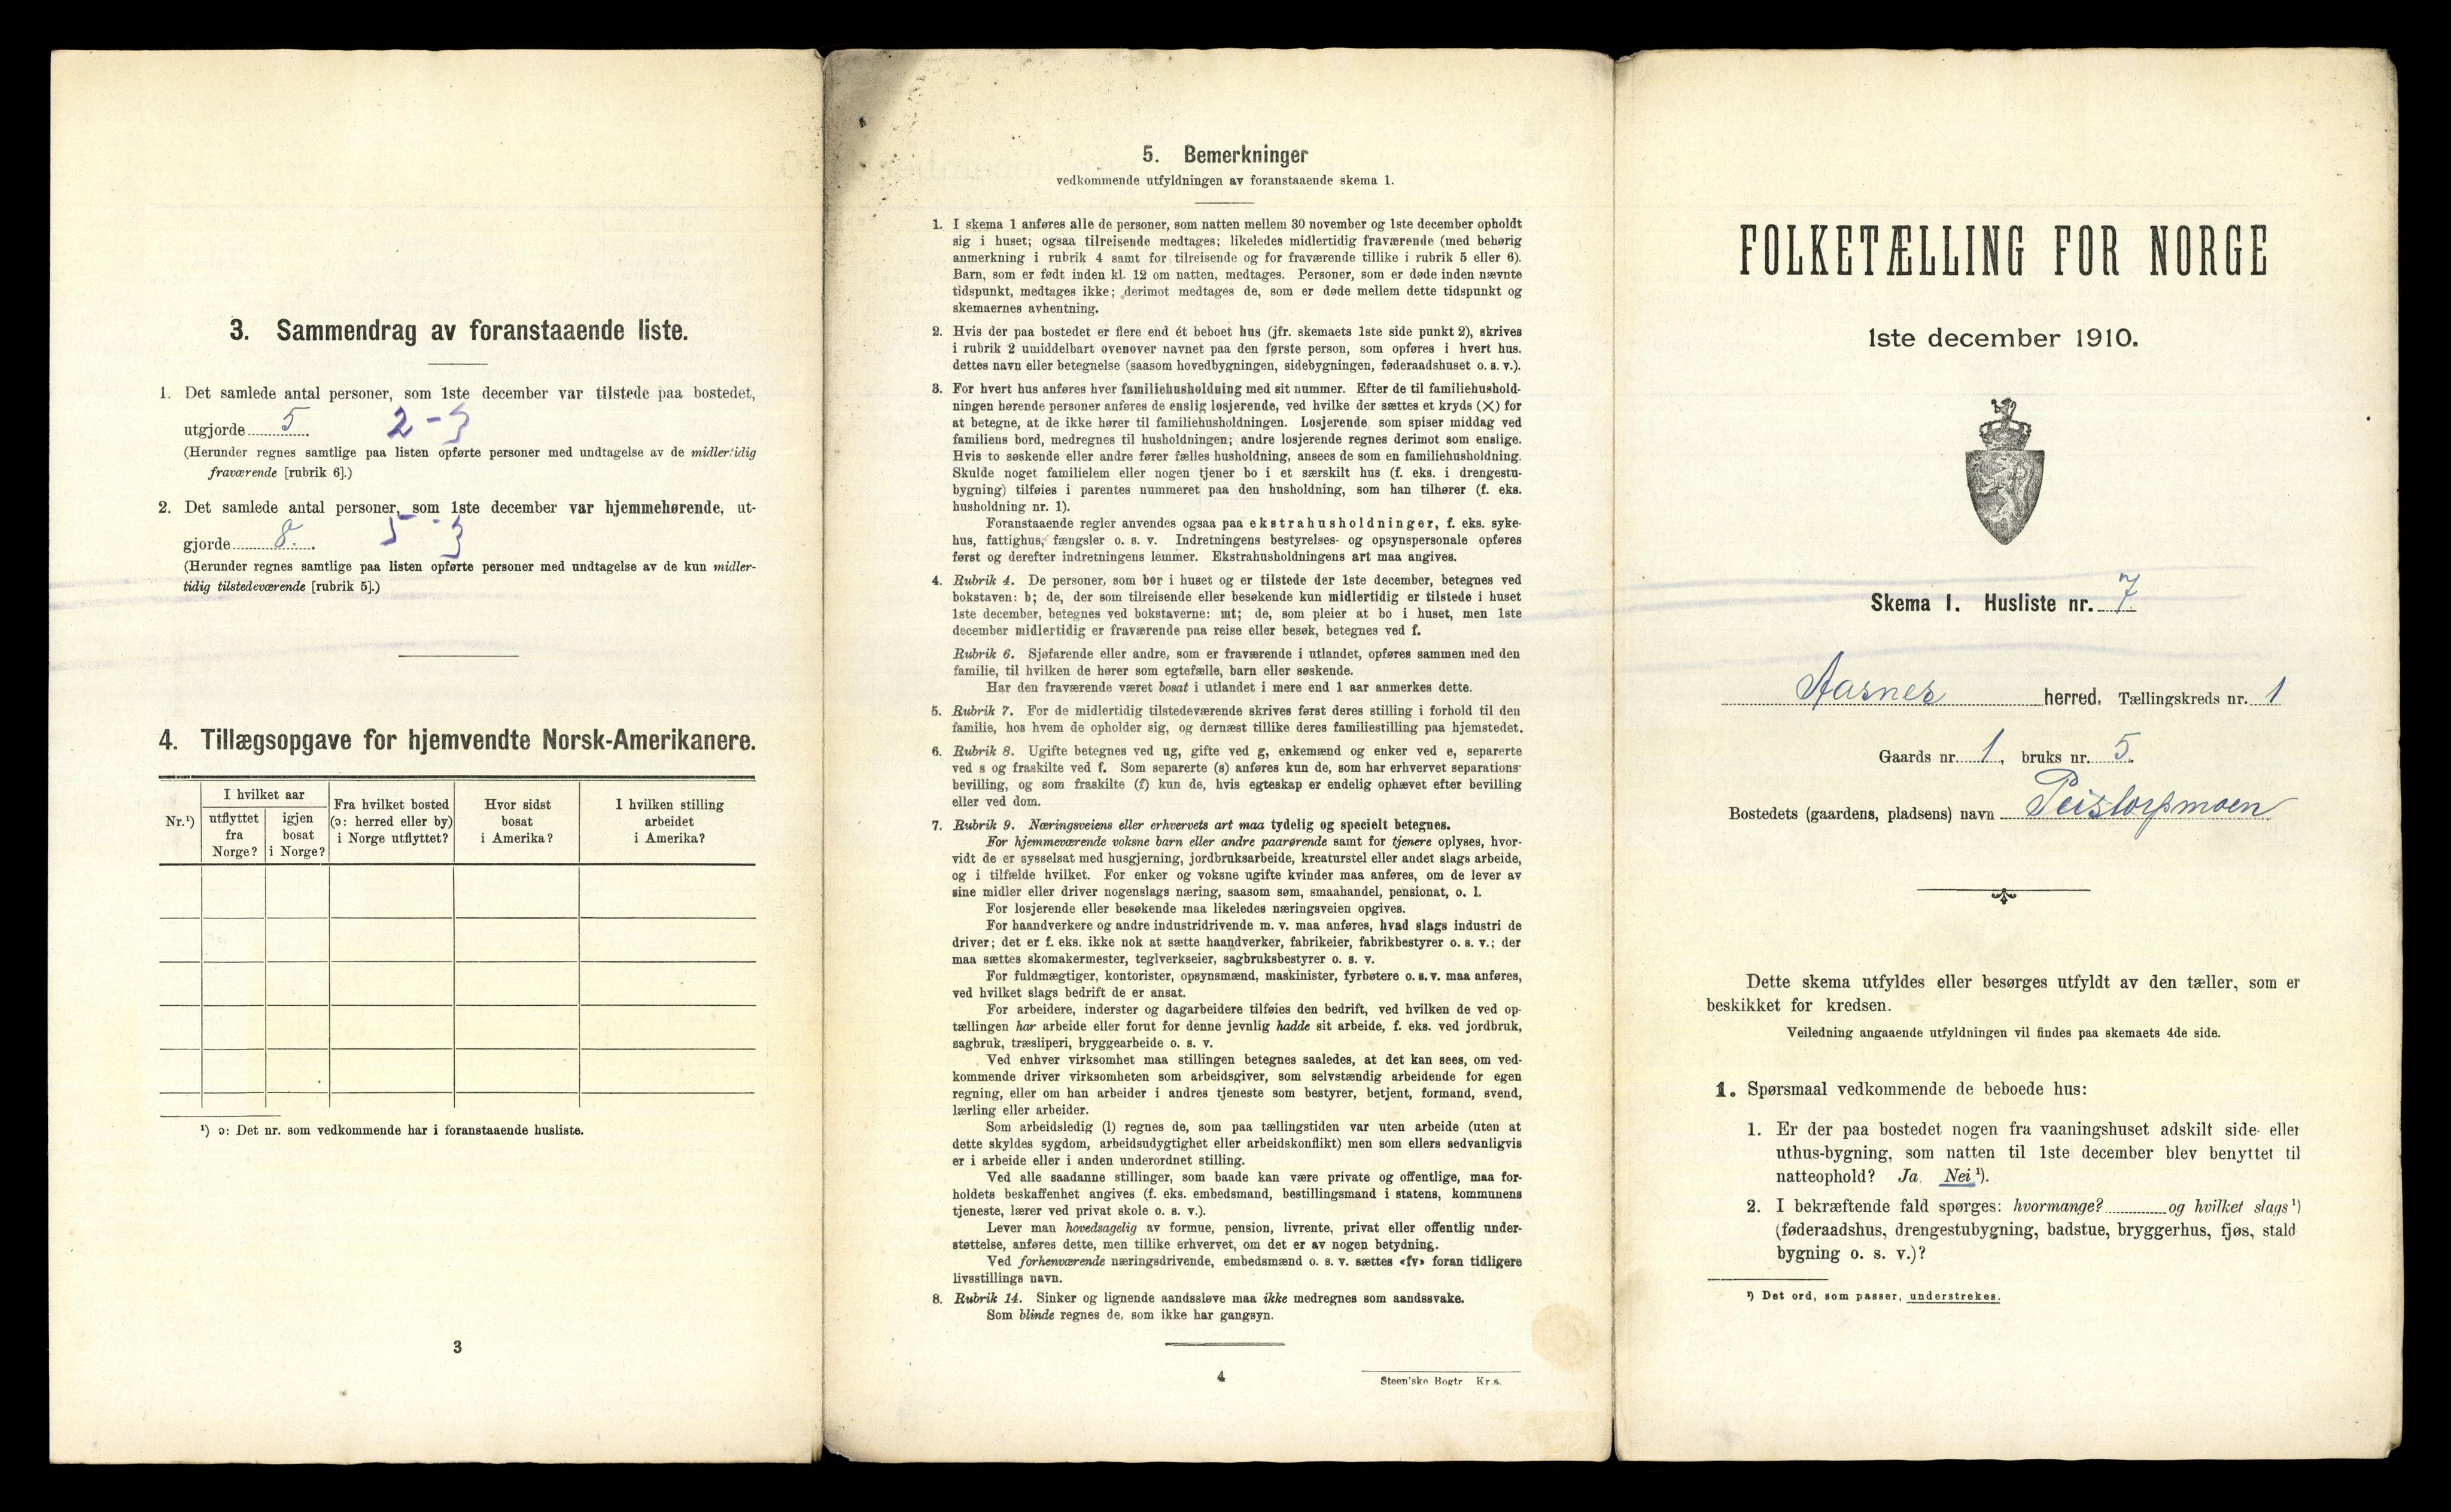 3. Sammendrag av foranstaaende liste.
1. Det samlede antal personer, som 1ste december var tilstede paa bostedet,
utgjorde 5. 2-3
(Herunder regnes samtlige paa listen opførte personer med undtagelse av de midlertidig
fraværende [rubrik 6].)
2. Det samlede antal personer, som 1ste december var hjemmehørende, ut-
gjorde 8. 5-3
(Herunder regnes samtlige paa listen opførte personer med undtagelse av de kun midler-
tidig tilstedeværende [rubrik 5].)
4. Tillægsopgave for hjemvendte Norsk-Amerikanere.
Nr.¹)
I hvilket aar
utflyttet
fra
Norge?
igjen
bosat
i Norge?
Fra hvilket bosted
(ɔ: herred eller by)
i Norge utflyttet?
Hvor sidst
bosat
i Amerika?
I hvilken stilling
arbeidet
i Amerika?
¹) ɔ: Det nr. som vedkommende har i foranstaaende husliste.
3
5. Bemerkninger
vedkommende utfyldningen av foranstaaende skema 1.
1. I skema 1 anføres alle de personer, som natten mellem 30 november og 1ste december opholdt
sig i huset; ogsaa tilreisende medtages; likeledes midlertidig fraværende (med behørig
anmerkning i rubrik 4 samt for tilreisende og for fraværende tillike i rubrik 5 eller 6).
Barn, som er født inden kl. 12 om natten, medtages. Personer, som er døde inden nævnte
tidspunkt, medtages ikke; derimot medtages de, som er døde mellem dette tidspunkt og
skemaernes avhentning.
2. Hvis der paa bostedet er flere end ét beboet hus (jfr. skemaets 1ste side punkt 2), skrives
i rubrik 2 umiddelbart ovenover navnet paa den første person, som opføres i hvert hus.
dettes navn eller betegnelse (saasom hovedbygningen, sidebygningen, føderaadshuset o. s. v.).
3. For hvert hus anføres hver familiehusholdning med sit nummer. Efter de til familiehushold-
ningen hørende personer anføres de enslig losjerende, ved hvilke der sættes et kryds (X) for
at betegne, at de ikke hører til familiehusholdningen. Losjerende som spiser middag ved
familiens bord, medregnes til husholdningen; andre losjerende regnes derimot som enslige.
Hvis to søskende eller andre fører fælles husholdning, ansees de som en familiehusholdning.
Skulde noget familielem eller nogen tjener bo i et særskilt hus (f. eks. i drengestu-
bygning) tilføies i parentes nummeret paa den husholdning, som han tilhører (f. eks.
husholdning nr. 1).
Foranstaaende regler anvendes ogsaa paa ekstrahusholdninger, f. eks. syke-
hus, fattighus, fængsler o. s. v. Indretningens bestyrelses- og opsynspersonale opføres
først og derefter indretningens lemmer. Ekstrahusholdningens art maa angives.
4. Rubrik 4. De personer, som bor i huset og er tilstede der 1ste december, betegnes ved
bokstaven: b; de, der som tilreisende eller besøkende kun midlertidig er tilstede i huset
1ste december, betegnes ved bokstaverne: mt; de, som pleier at bo i huset, men 1ste
december midlertidig er fraværende paa reise eller besøk, betegnes ved f.
Rubrik 6. Sjøfarende eller andre, som er fraværende i utlandet, opføres sammen med den
familie, til hvilken de hører som egtefælle, barn eller søskende.
Har den fraværende været bosat i utlandet i mere end 1 aar anmerkes dette.
5. Rubrik 7. For de midlertidig tilstedeværende skrives først deres stilling i forhold til den
familie, hos hvem de opholder sig, og dernæst tillike deres familiestilling paa hjemstedet.
6. Rubrik 8. Ugifte betegnes ved ug, gifte ved g, enkemænd og enker ved e, separerte
ved s og fraskilte ved f. Som separerte (s) anføres kun de, som har erhvervet separations-
bevilling, og som fraskilte (f) kun de, hvis egteskap er endelig ophævet efter bevilling
eller ved dom.
7. Rubrik 9. Næringsveiens eller erhvervets art maa tydelig og specielt betegnes.
For hjemmeværende voksne barn eller andre paarørende samt for tjenere oplyses, hvor-
vidt de er sysselsat med husgjerning, jordbruksarbeide, kreaturstel eller andet slags arbeide,
og i tilfælde hvilket. For enker og voksne ugifte kvinder maa anføres, om de lever av
sine midler eller driver nogenslags næring, saasom søm, smaahandel, pensionat, o. l.
For losjerende eller besøkende maa likeledes næringsveien opgives.
For haandverkere og andre industridrivende m. v. maa anføres, hvad slags industri de
driver; det er f. eks. ikke nok at sætte haandverker, fabrikeier, fabrikbestyrer o. s. v.; der
maa sættes skomakermester, teglverkseier, sagbruksbestyrer o. s. v.
For fuldmægtiger, kontorister, opsynsmænd, maskinister, fyrbøtere o. s. v. maa anføres,
ved hvilket slags bedrift de er ansat.
For arbeidere, inderster og dagarbeidere tilføies den bedrift, ved hvilken de ved op-
tællingen har arbeide eller forut for denne jevnlig hadde sit arbeide, f. eks. ved jordbruk,
sagbruk, træsliperi, bryggearbeide o. s. v.
Ved enhver virksomhet maa stillingen betegnes saaledes, at det kan sees, om ved-
kommende driver virksomheten som arbeidsgiver, som selvstændig arbeidende for egen
regning, eller om han arbeider i andres tjeneste som bestyrer, betjent, formand, svend,
lærling eller arbeider.
Som arbeidsledig (l) regnes de, som paa tællingstiden var uten arbeide (uten at
dette skyldes sygdom, arbeidsudygtighet eller arbeidskonflikt) men som ellers sedvanligvis
er i arbeide eller i anden underordnet stilling.
Ved alle saadanne stillinger, som baade kan være private og offentlige, maa for-
holdets beskaffenhet angives (f. eks. embedsmand, bestillingsmand i statens, kommunens
tjeneste, lærer ved privat skole o. s. v.).
Lever man hovedsagelig av formue, pension, livrente, privat eller offentlig under-
støttelse, anføres dette, men tillike erhvervet, om det er av nogen betydning.
Ved forhenværende næringsdrivende, embedsmænd o. s. v. sættes «fv» foran tidligere
livsstillings navn.
8. Rubrik 14. Sinker og lignende aandssløve maa ikke medregnes som aandssvake.
Som blinde regnes de, som ikke har gangsyn.
4
Steen'ske Bogtr. Kr.a.
FOLKETÆLLING FOR NORGE
1ste december 1910.
Skema 1. Husliste nr. 7
Aasnes herred. Tællingskreds nr. 1
Gaards nr. 1, bruks nr. 5.
Bostedets (gaardens, pladsens) navn Peistorpmoen
Dette skema utfyldes eller besørges utfyldt av den tæller, som er
beskikket for kredsen.
Veiledning angaaende utfyldningen vil findes paa skemaets 4de side.
1. Spørsmaal vedkommende de beboede hus:
1. Er der paa bostedet nogen fra vaaningshuset adskilt side- eller
uthus-bygning, som natten til 1ste december blev benyttet til
natteophold? Ja. Nei¹).
2. I bekræftende fald spørges: hvormange? og hvilket slags¹)
(føderaadshus, drengestubygning, badstue, bryggerhus, fjøs, stald
bygning o. s. v.)?
¹) Det ord, som passer, understrekes.